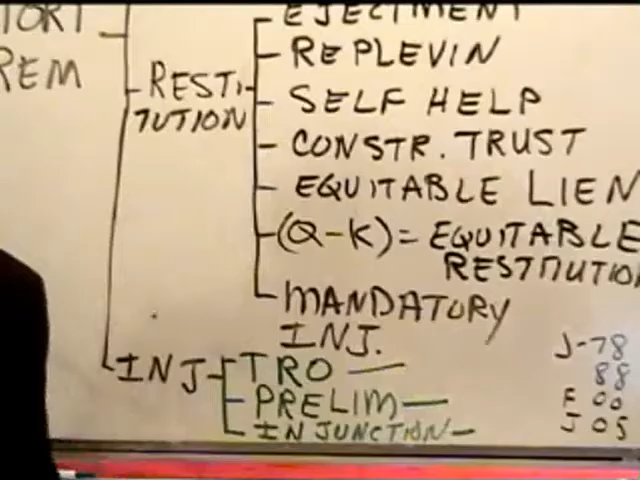 TORT
REM
RESTI-
TUTION
EJECTMENT
REPLEVIN
SELF HELP
CONSTR. TRUST
EQUITABLE LIEN
(Q-K) = EQUITABLE
RESTITUTION
MANDATORY
INJ.
INJ
TRO
PRELIM
INJUNCTION
J-78
88
F 00
J 05